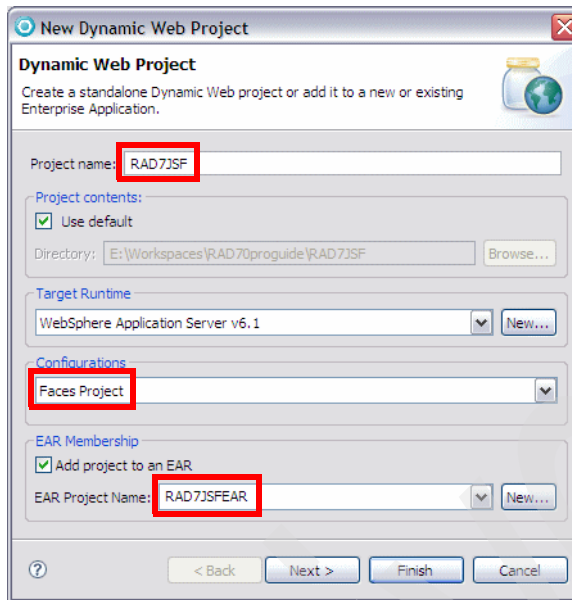 New Dynamic Web Project
Dynamic Web Project
Create a standalone Dynamic Web project or add it to a new or existing
Enterprise Application.
Project name: RAD7JSF
Project contents:
Use default
Directory: E:\Workspaces\RAD70proguide\RAD7JSF Browse...
Target Runtime
WebSphere Application Server v6.1 New...
Configurations
Faces Project
EAR Membership
Add project to an EAR
EAR Project Name: RAD7JSFEAR New...
? < Back Next > Finish Cancel